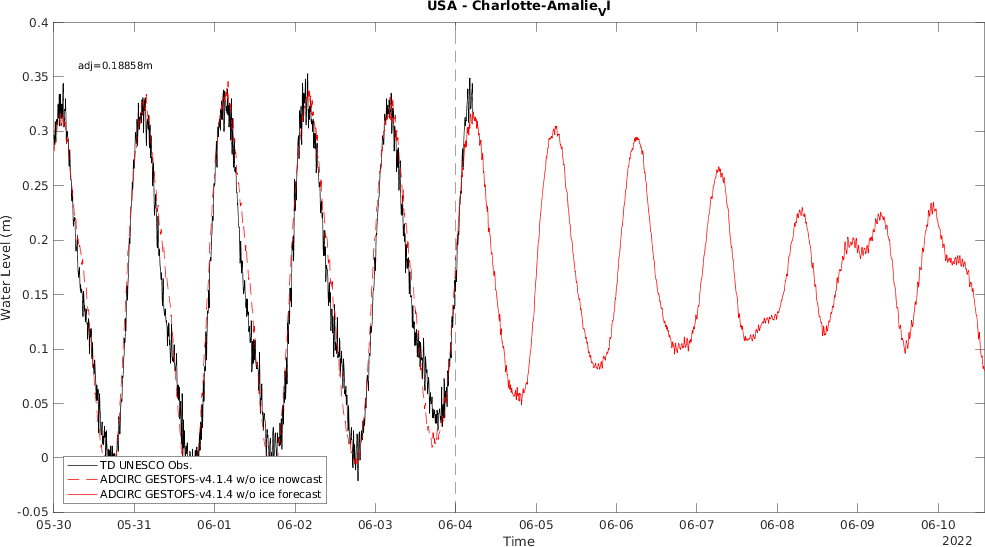 USA - Charlotte-AmalieVI
0.4
adj=0.18858m
0.35
0.3
0.25
0.2
0.15
0.1
0.05
0
-0.05
Water Level (m)
TD UNESCO Obs.
ADCIRC GESTOFS-v4.1.4 w/o ice nowcast
ADCIRC GESTOFS-v4.1.4 w/o ice forecast
05-30 05-31 06-01 06-02 06-03 06-04 06-05 06-06 06-07 06-08 06-09 06-10
Time
2022